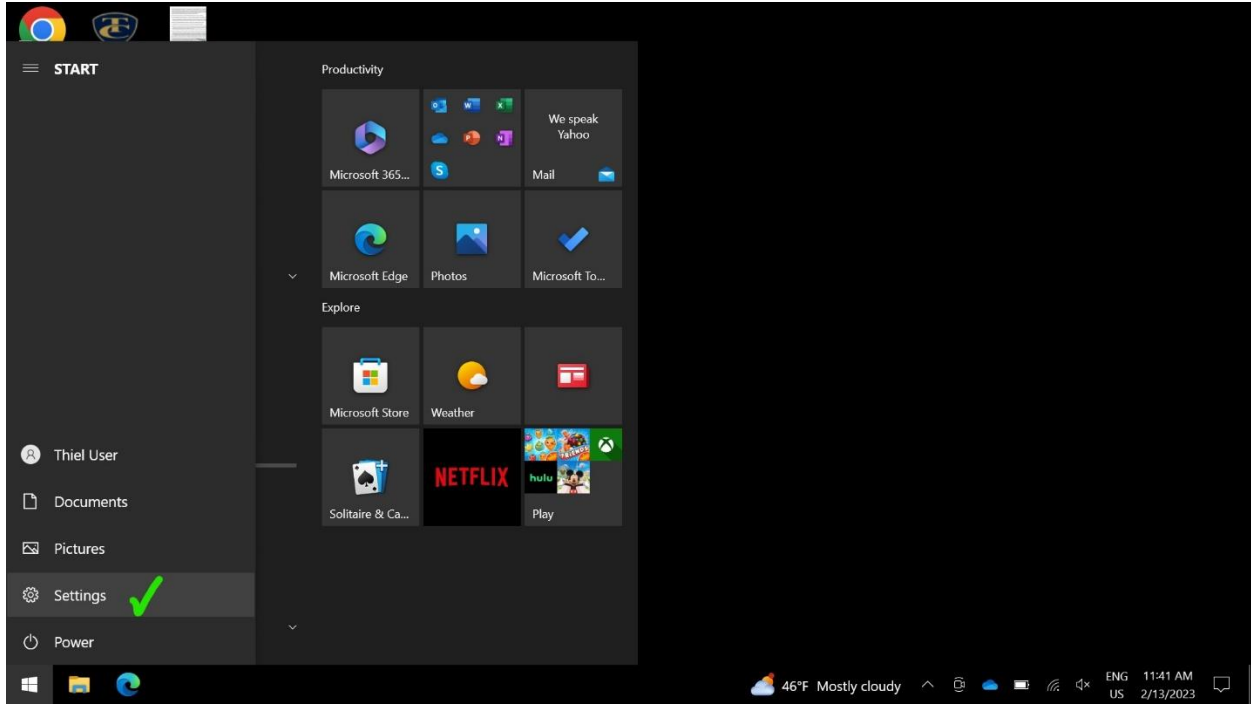 START
Thiel User
Documents
Pictures
Settings
Power
Productivity
Microsoft 365...
We speak
Yahoo
Mail
Microsoft Edge
Photos
Microsoft To...
Explore
Microsoft Store
Weather
Solitaire & Ca...
NETFLIX
hulu
Play
46°F Mostly cloudy
ENG
US
11:41 AM
2/13/2023